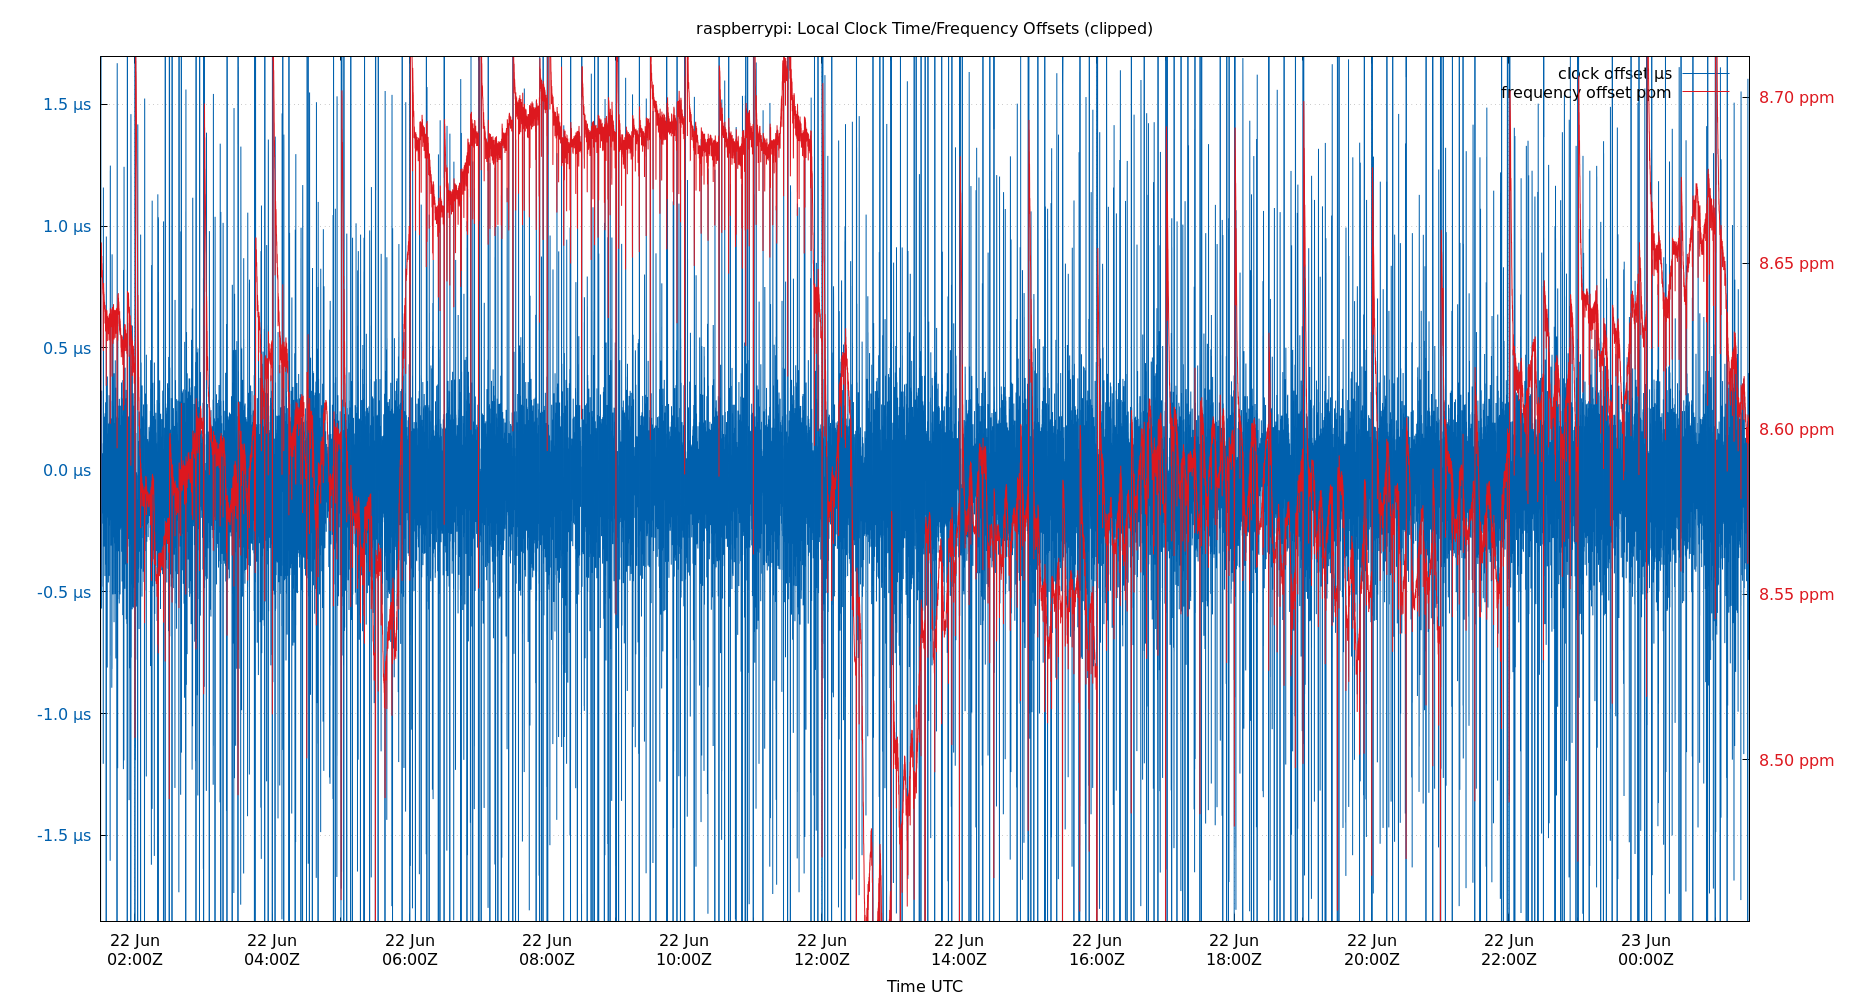 raspberrypi: Local Clock Time/Frequency Offsets (clipped)
clock offset µs
frequency offset ppm
1.5 µs
1.0 µs
0.5 µs
0.0 µs
-0.5 µs
-1.0 µs
-1.5 µs
8.70 ppm
8.65 ppm
8.60 ppm
8.55 ppm
8.50 ppm
22 Jun 22 Jun 22 Jun 22 Jun 22 Jun 22 Jun 22 Jun 22 Jun 22 Jun 22 Jun 22 Jun 23 Jun
02:00Z 04:00Z 06:00Z 08:00Z 10:00Z 12:00Z 14:00Z 16:00Z 18:00Z 20:00Z 22:00Z 00:00Z
Time UTC